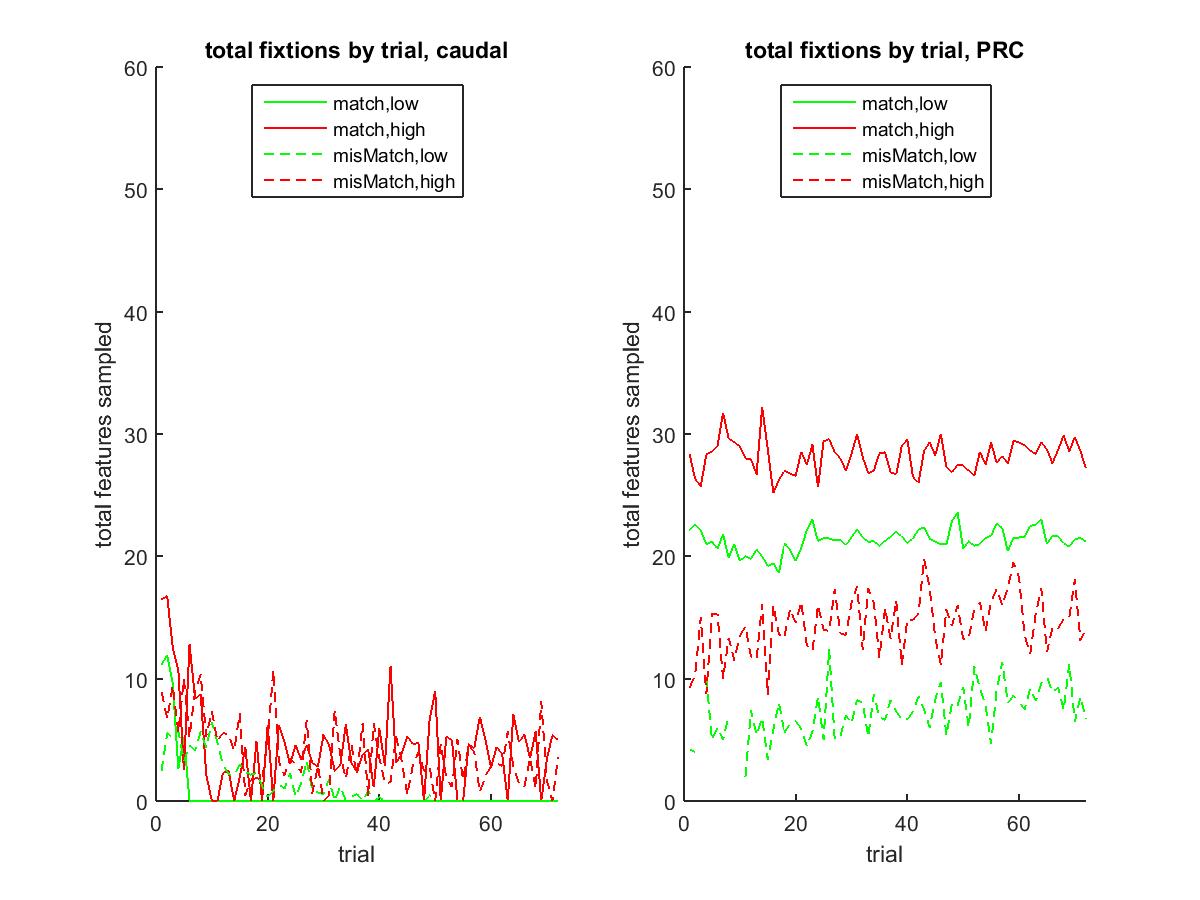 total fixtions by trial, caudal
60
50
40
30
20
10
0
total features sampled
match,low
match,high
misMatch,low
misMatch,high
0
20
40
60
trial
total fixtions by trial, PRC
60
50
40
30
20
10
0
total features sampled
match,low
match,high
misMatch,low
misMatch,high
0
20
40
60
trial